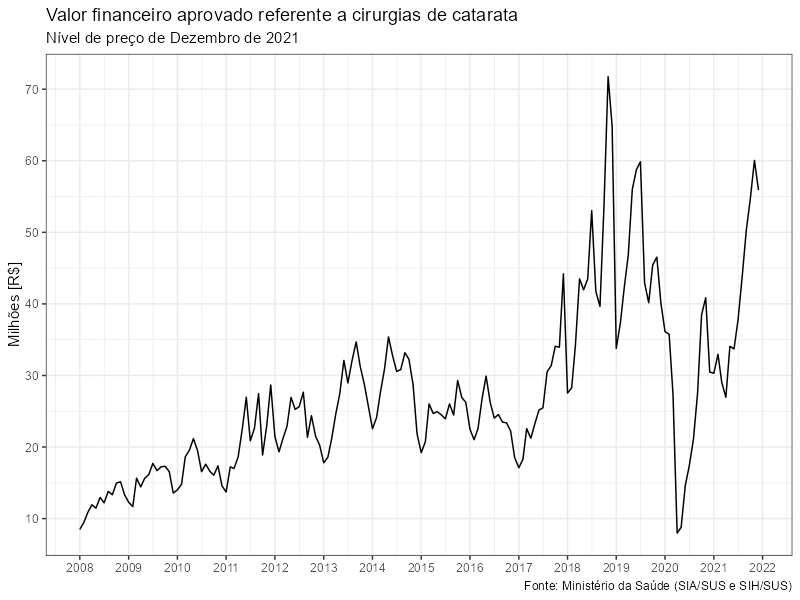 Valor financeiro aprovado referente a cirurgias de catarata
Nível de preço de Dezembro de 2021
Milhões [R$]
70
60
50
40
30
20
10
2008 2009 2010 2011 2012 2013 2014 2015 2016 2017 2018 2019 2020 2021 2022
Fonte: Ministério da Saúde (SIA/SUS e SIH/SUS)